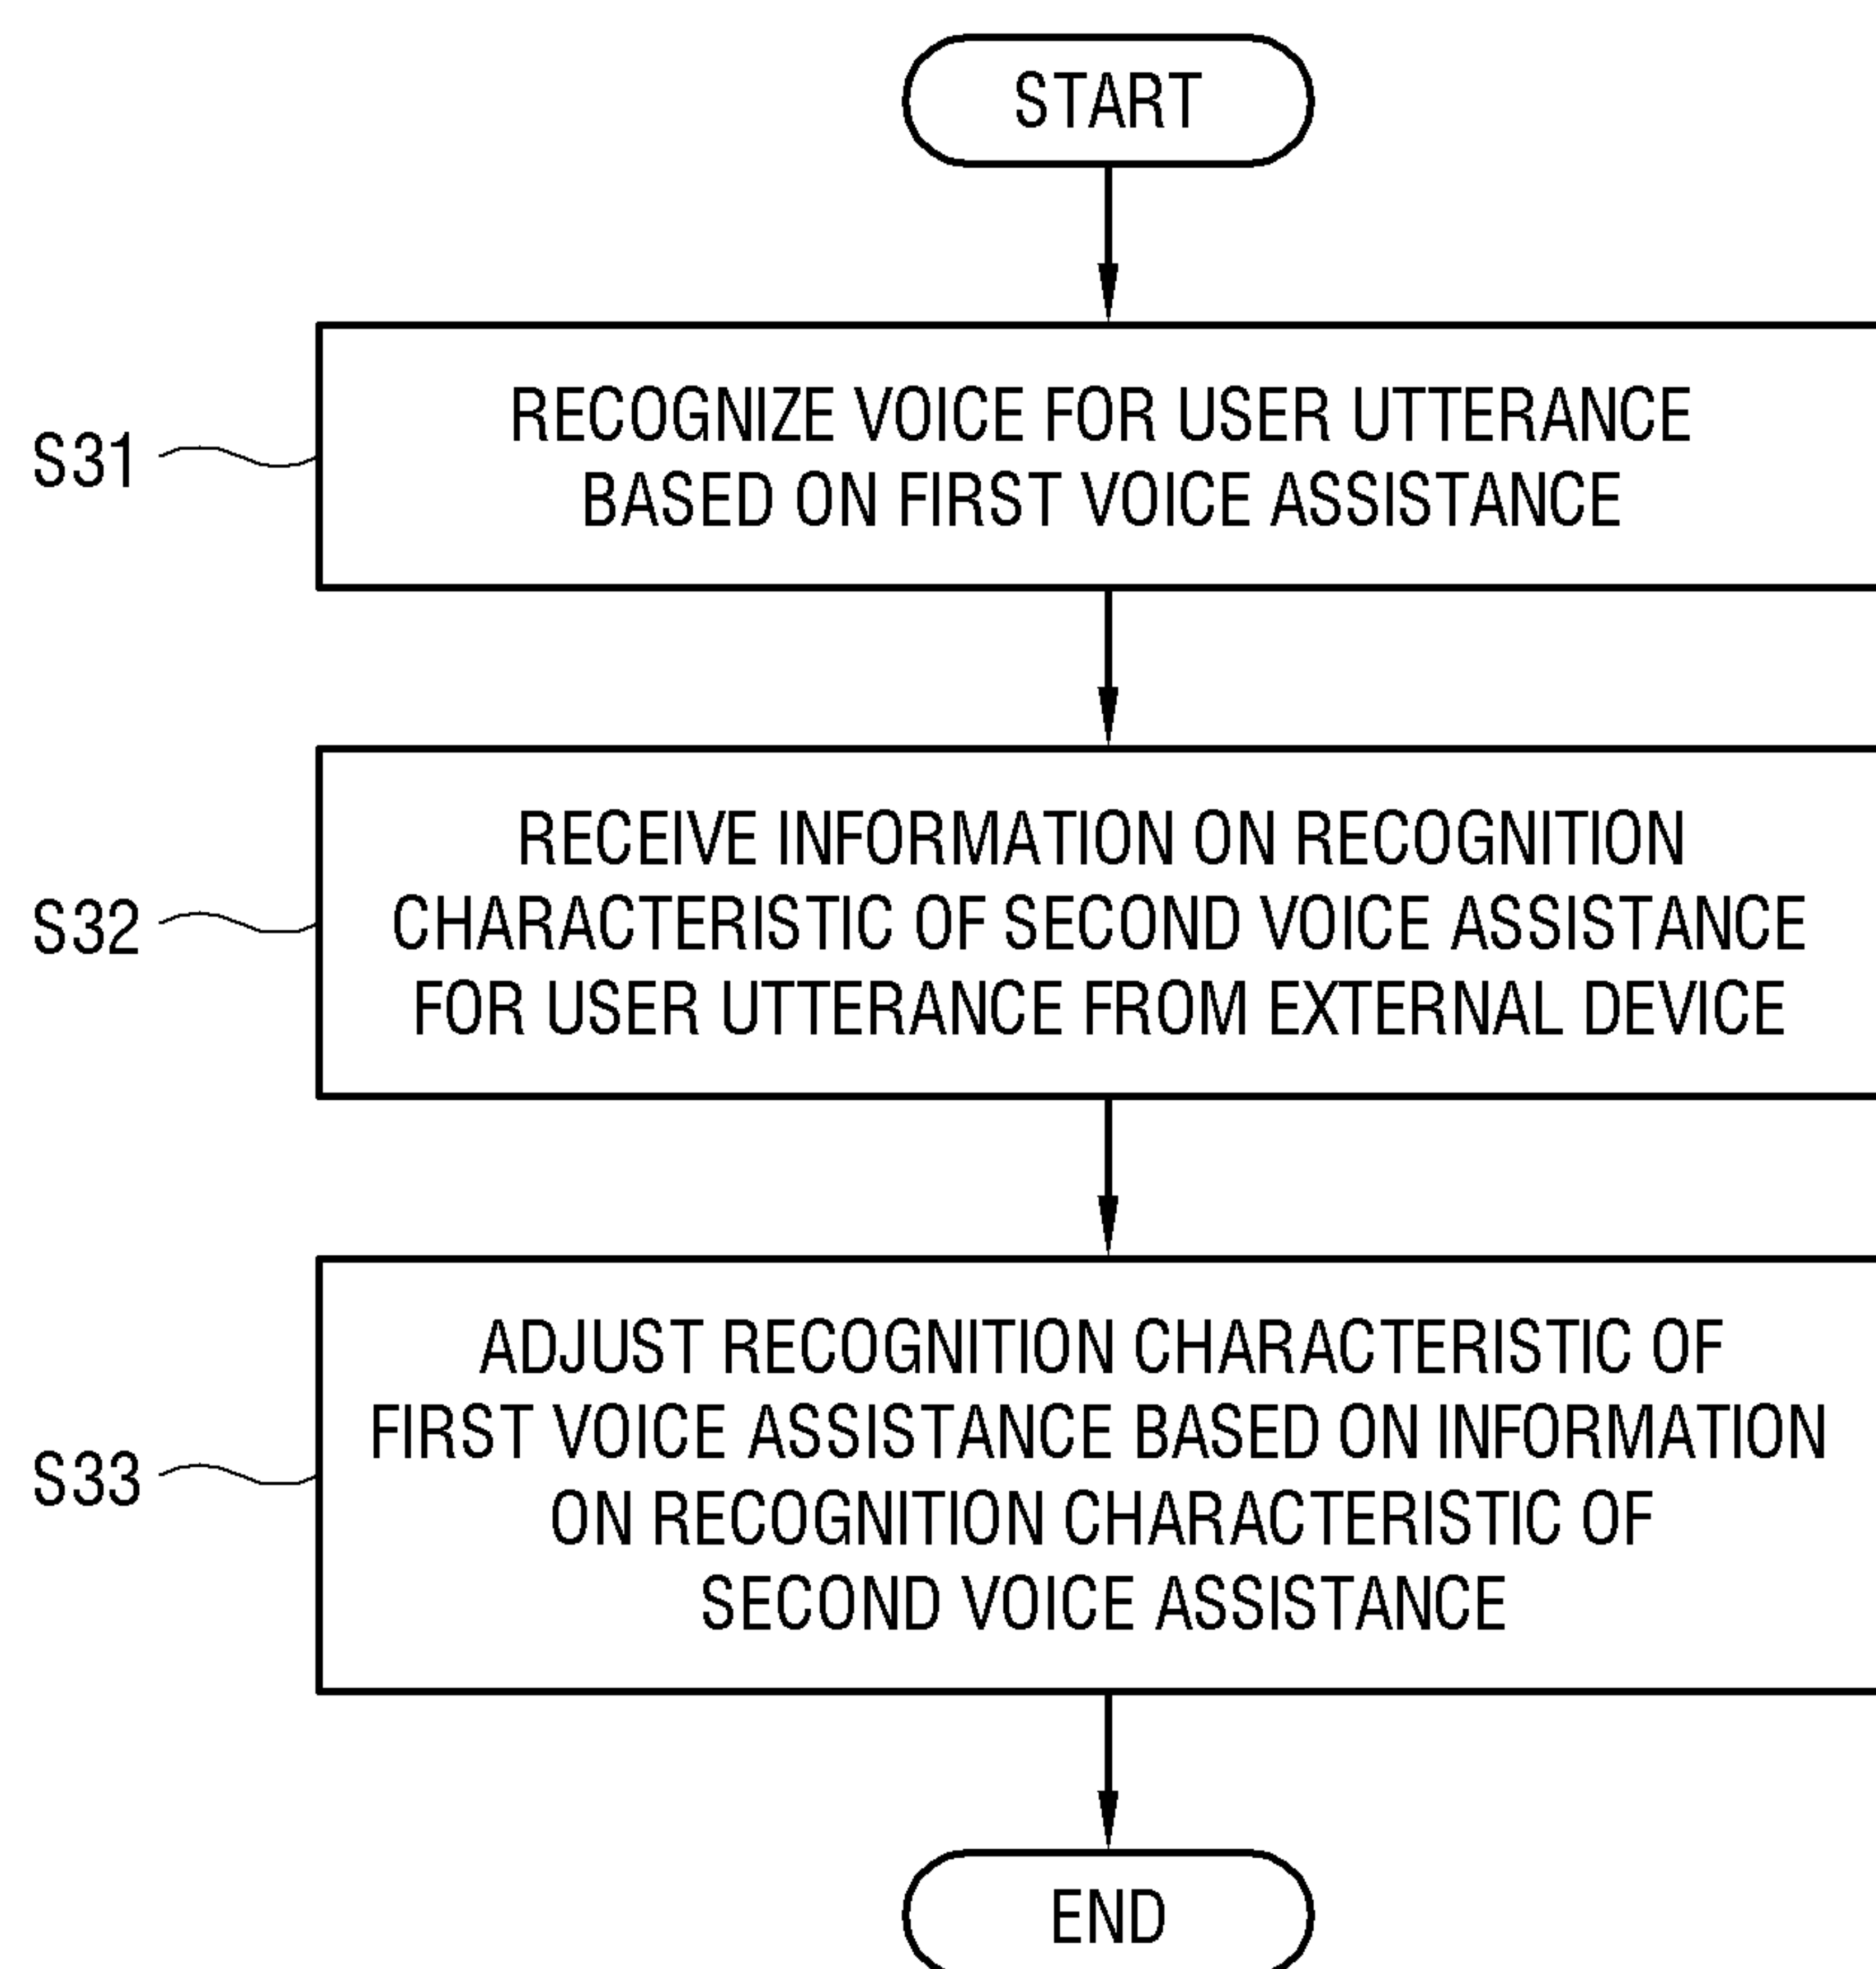 START
S31
RECOGNIZE VOICE FOR USER UTTERANCE
BASED ON FIRST VOICE ASSISTANCE
S32
RECEIVE INFORMATION ON RECOGNITION
CHARACTERISTIC OF SECOND VOICE ASSISTANCE
FOR USER UTTERANCE FROM EXTERNAL DEVICE
S33
ADJUST RECOGNITION CHARACTERISTIC OF
FIRST VOICE ASSISTANCE BASED ON INFORMATION
ON RECOGNITION CHARACTERISTIC OF
SECOND VOICE ASSISTANCE
END